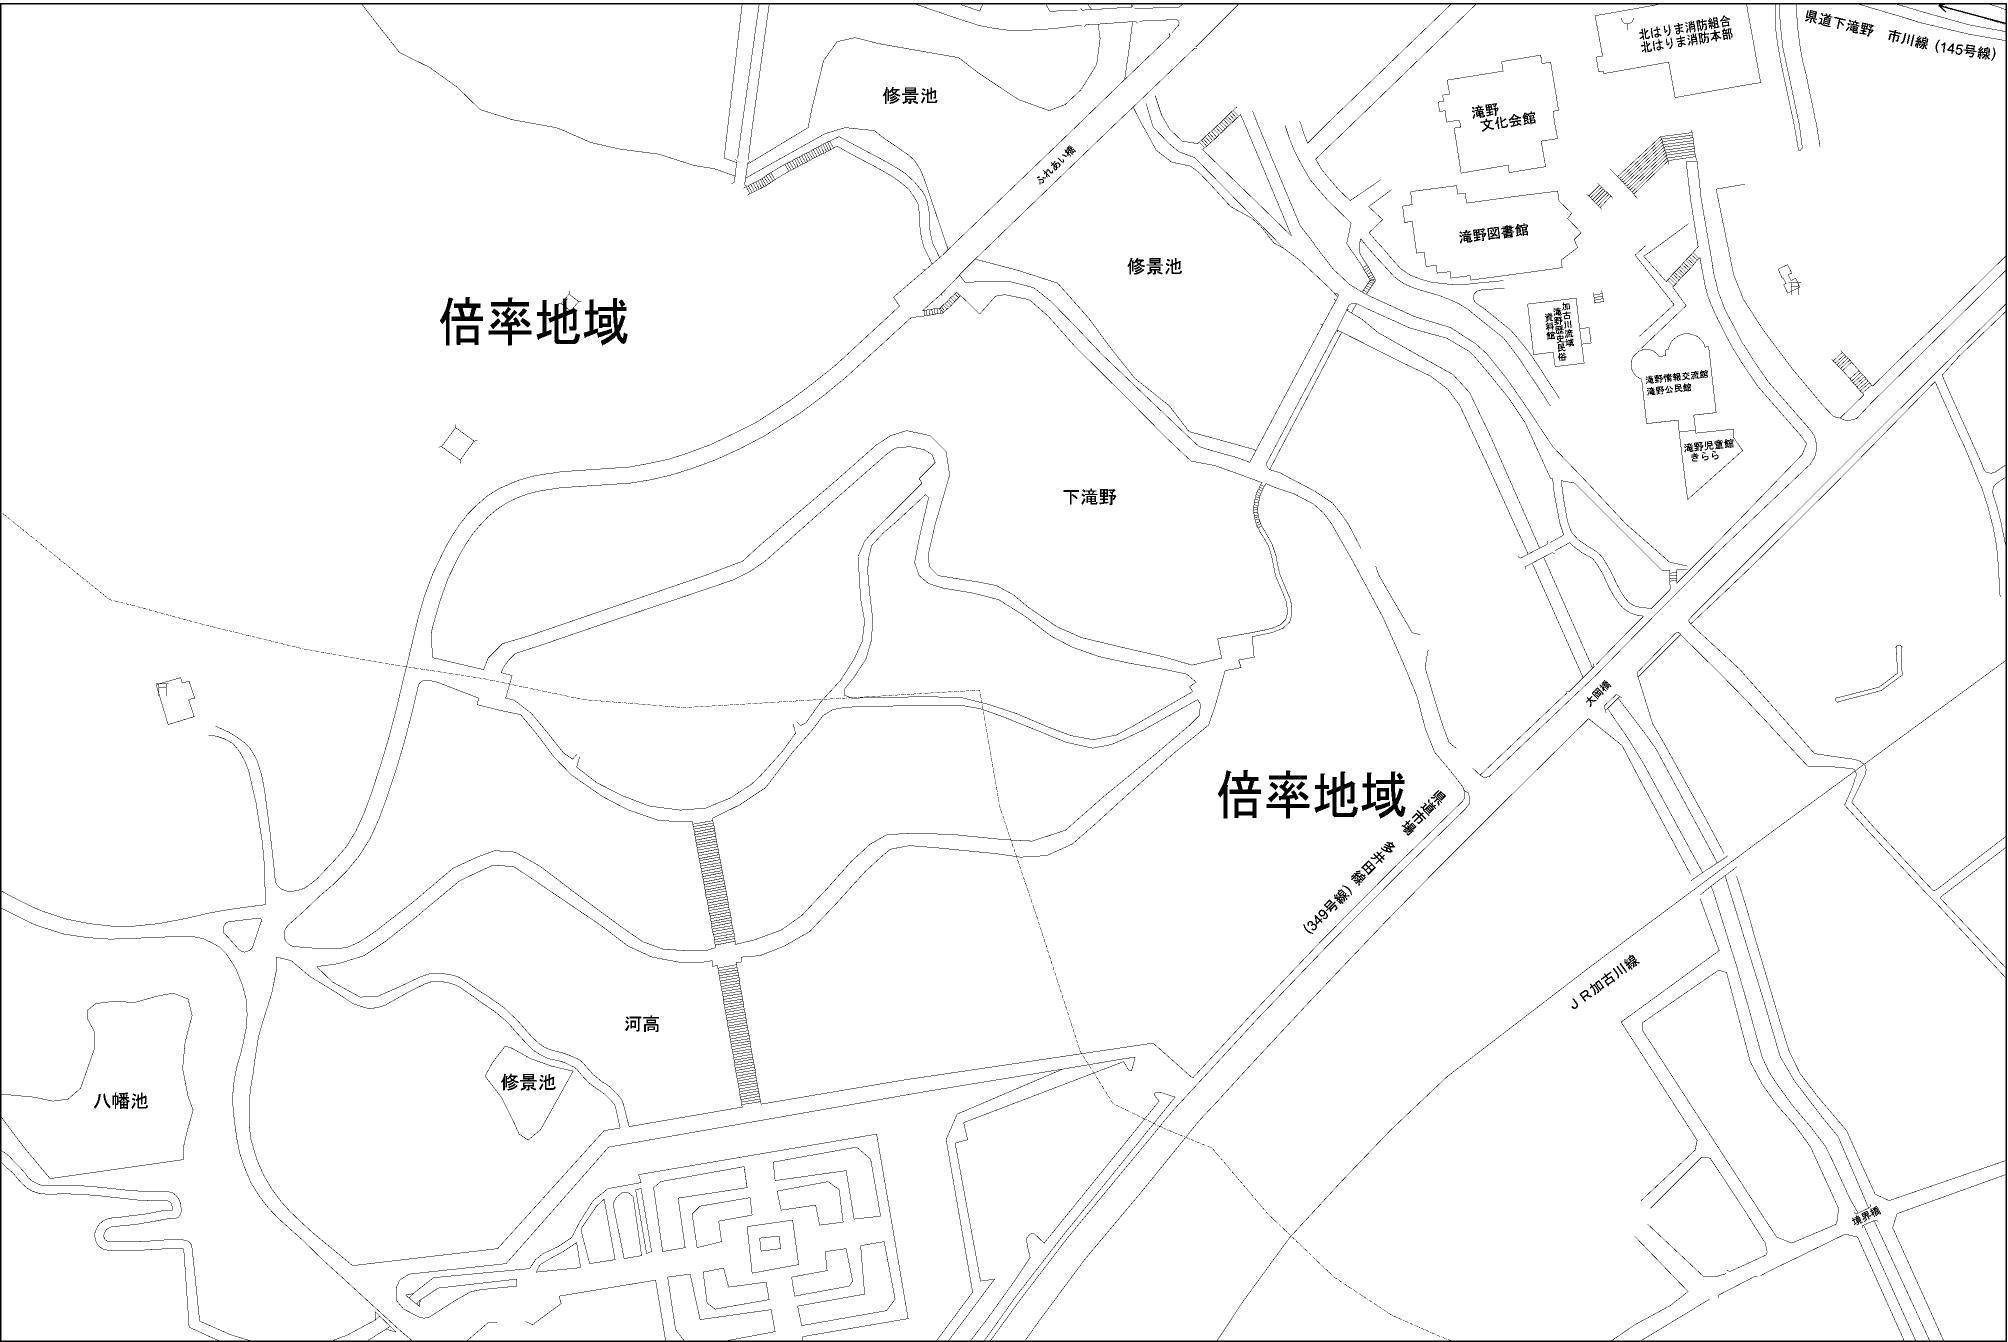 県道下滝野　市川線 (145号線)
北はりま消防組合
北はりま消防本部
修景池
滝野
文化会館
ふれあい橋
滝野図書館
修景池
倍率地域
加古川流域
滝野歴史民俗
資料館
滝野情報交流館
滝野公民館
滝野児童館
きらら
下滝野
大岡橋
倍率地域
県道市場　多井田線
(349号線)
ＪＲ加古川線
河高
修景池
八幡池
境界橋